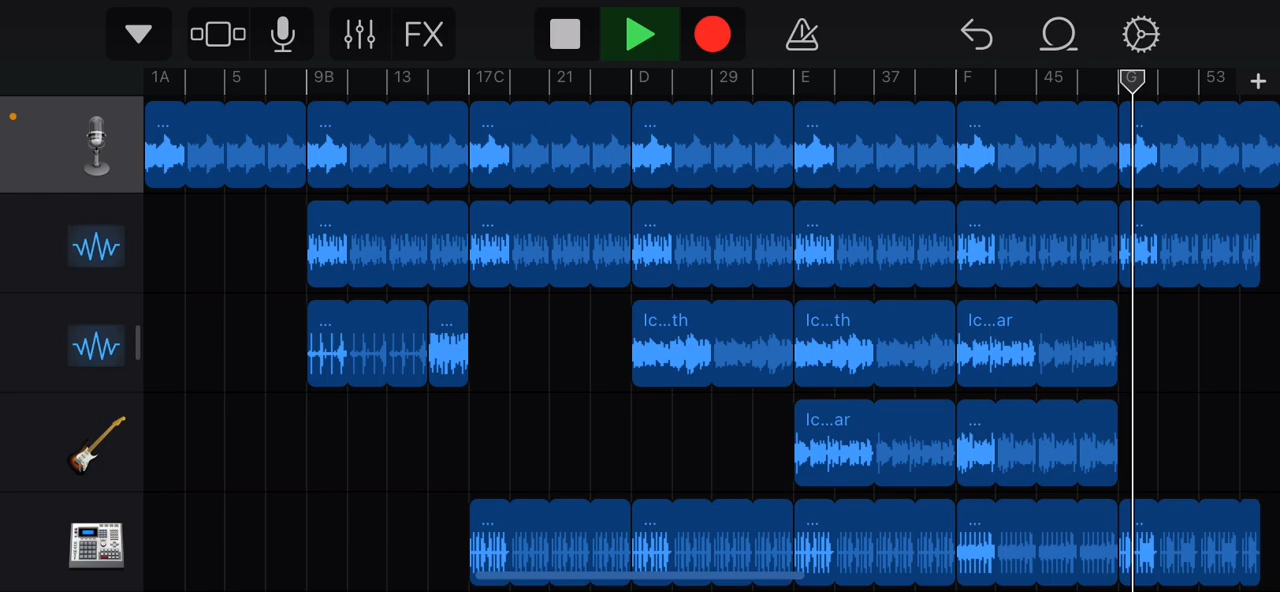 FX
1A 5 9B 13 17C 21 D 29 E 37 F 45 G 53
... ... ... ... ... ... ...
... ... ... ... ... ...
... ... Ic...th Ic...th Ic...ar
Ic...ar ...
... ... ... ... ...